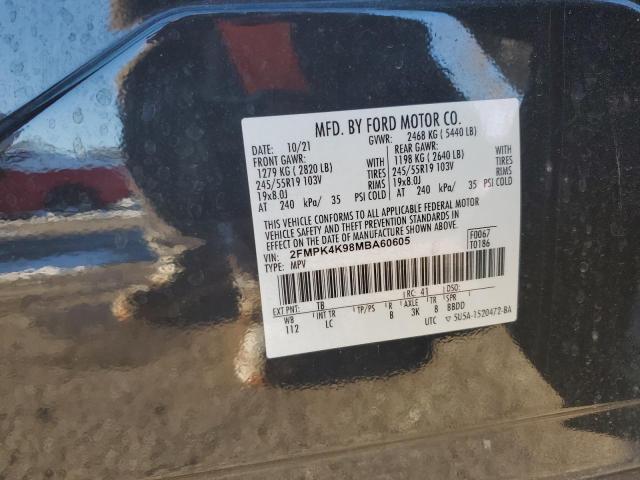 MFD. BY FORD MOTOR CO.
DATE: 10/21 GVWR: 2468 KG ( 5440 LB)
FRONT GAWR: REAR GAWR:
1279 KG ( 2820 LB) WITH 1198 KG ( 2640 LB) WITH
245/55R19 103V TIRES 245/55R19 103V TIRES
19x8.0J RIMS 19x8.0J RIMS
AT 240 kPa/ 35 PSI COLD AT 240 kPa/ 35 PSI COLD
THIS VEHICLE CONFORMS TO ALL APPLICABLE FEDERAL MOTOR
VEHICLE SAFETY AND THEFT PREVENTION STANDARDS IN
EFFECT ON THE DATE OF MANUFACTURE SHOWN ABOVE.
VIN: 2FMPK4K98MBA60605 F0067
TYPE: MPV T0186
EXT PNT: TB RC: 41 DSO:
WB INT TR TP/PS R AXLE TR SPR
112 LC B 3K 8 BBDD
UTC ▽ 5U5A-1520472-BA